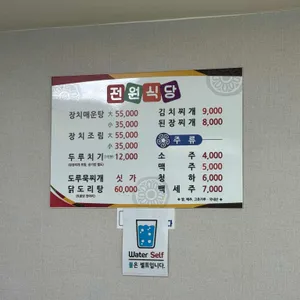 전원식당
장치매운탕 大 55,000
小 35,000
장치조림 大 55,000
小 35,000
두루치기 12,000
도루묵찌개 싯가
닭도리탕 60,000
김치찌개 9,000
된장찌개 8,000
주류
소주 4,000
맥주 5,000
청하 6,000
백세주 7,000
Water Self
물은 셀프입니다.